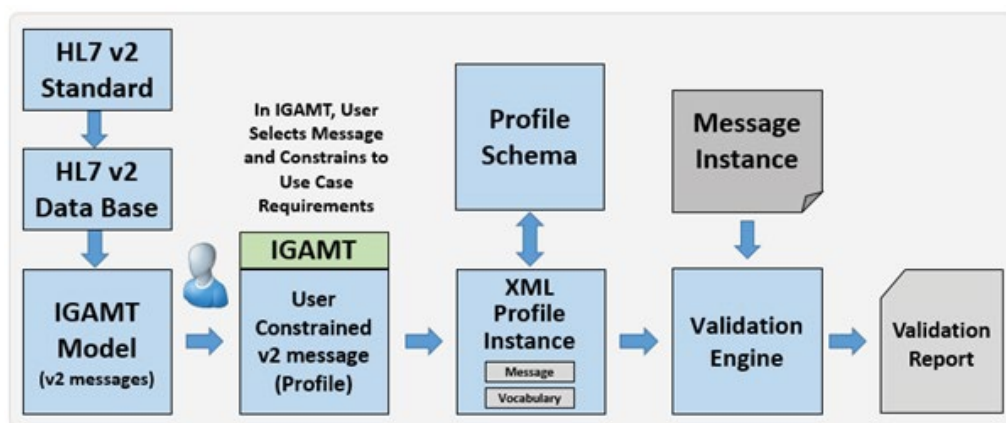 HL7 v2
Standard
HL7 v2
Data Base
IGAMT
Model
(v2 messages)
In IGAMT, User
Selects Message
and Constrains to
Use Case
Requirements
IGAMT
User
Constrained
v2 message
(Profile)
Profile
Schema
XML
Profile
Instance
Message
Vocabulary
Message
Instance
Validation
Engine
Validation
Report